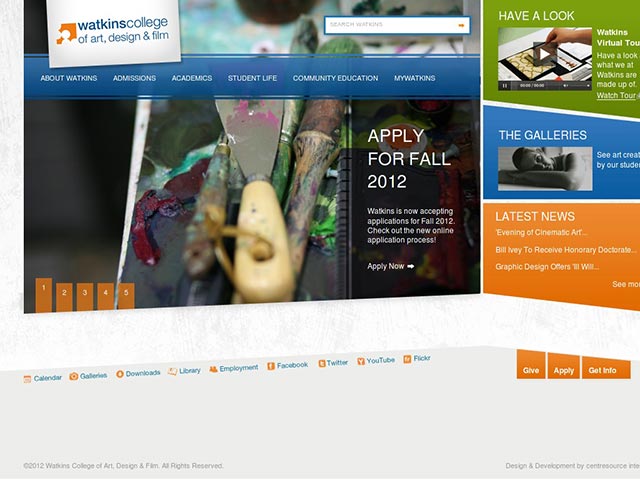 watkinscollege
of art, design & film
SEARCH WATKINS
ABOUT WATKINS ADMISSIONS ACADEMICS STUDENT LIFE COMMUNITY EDUCATION MYWATKINS
APPLY
FOR FALL
2012
Watkins is now accepting
applications for Fall 2012.
Check out the new online
application process!
Apply Now
1 2 3 4 5
HAVE A LOOK
Watkins
Virtual Tou
Have a look a
what we at
Watkins are
made up of.
Watch Tour
00:00 / 00:00
THE GALLERIES
See art creat
by our stude
LATEST NEWS
'Evening of Cinematic Art'...
Bill Ivey To Receive Honorary Doctorate...
Graphic Design Offers 'Ill Will...
See mo
Calendar Galleries Downloads Library Employment Facebook Twitter YouTube Flickr
Give Apply Get Info
©2012 Watkins College of Art, Design & Film. All Rights Reserved.
Design & Development by centresource inte